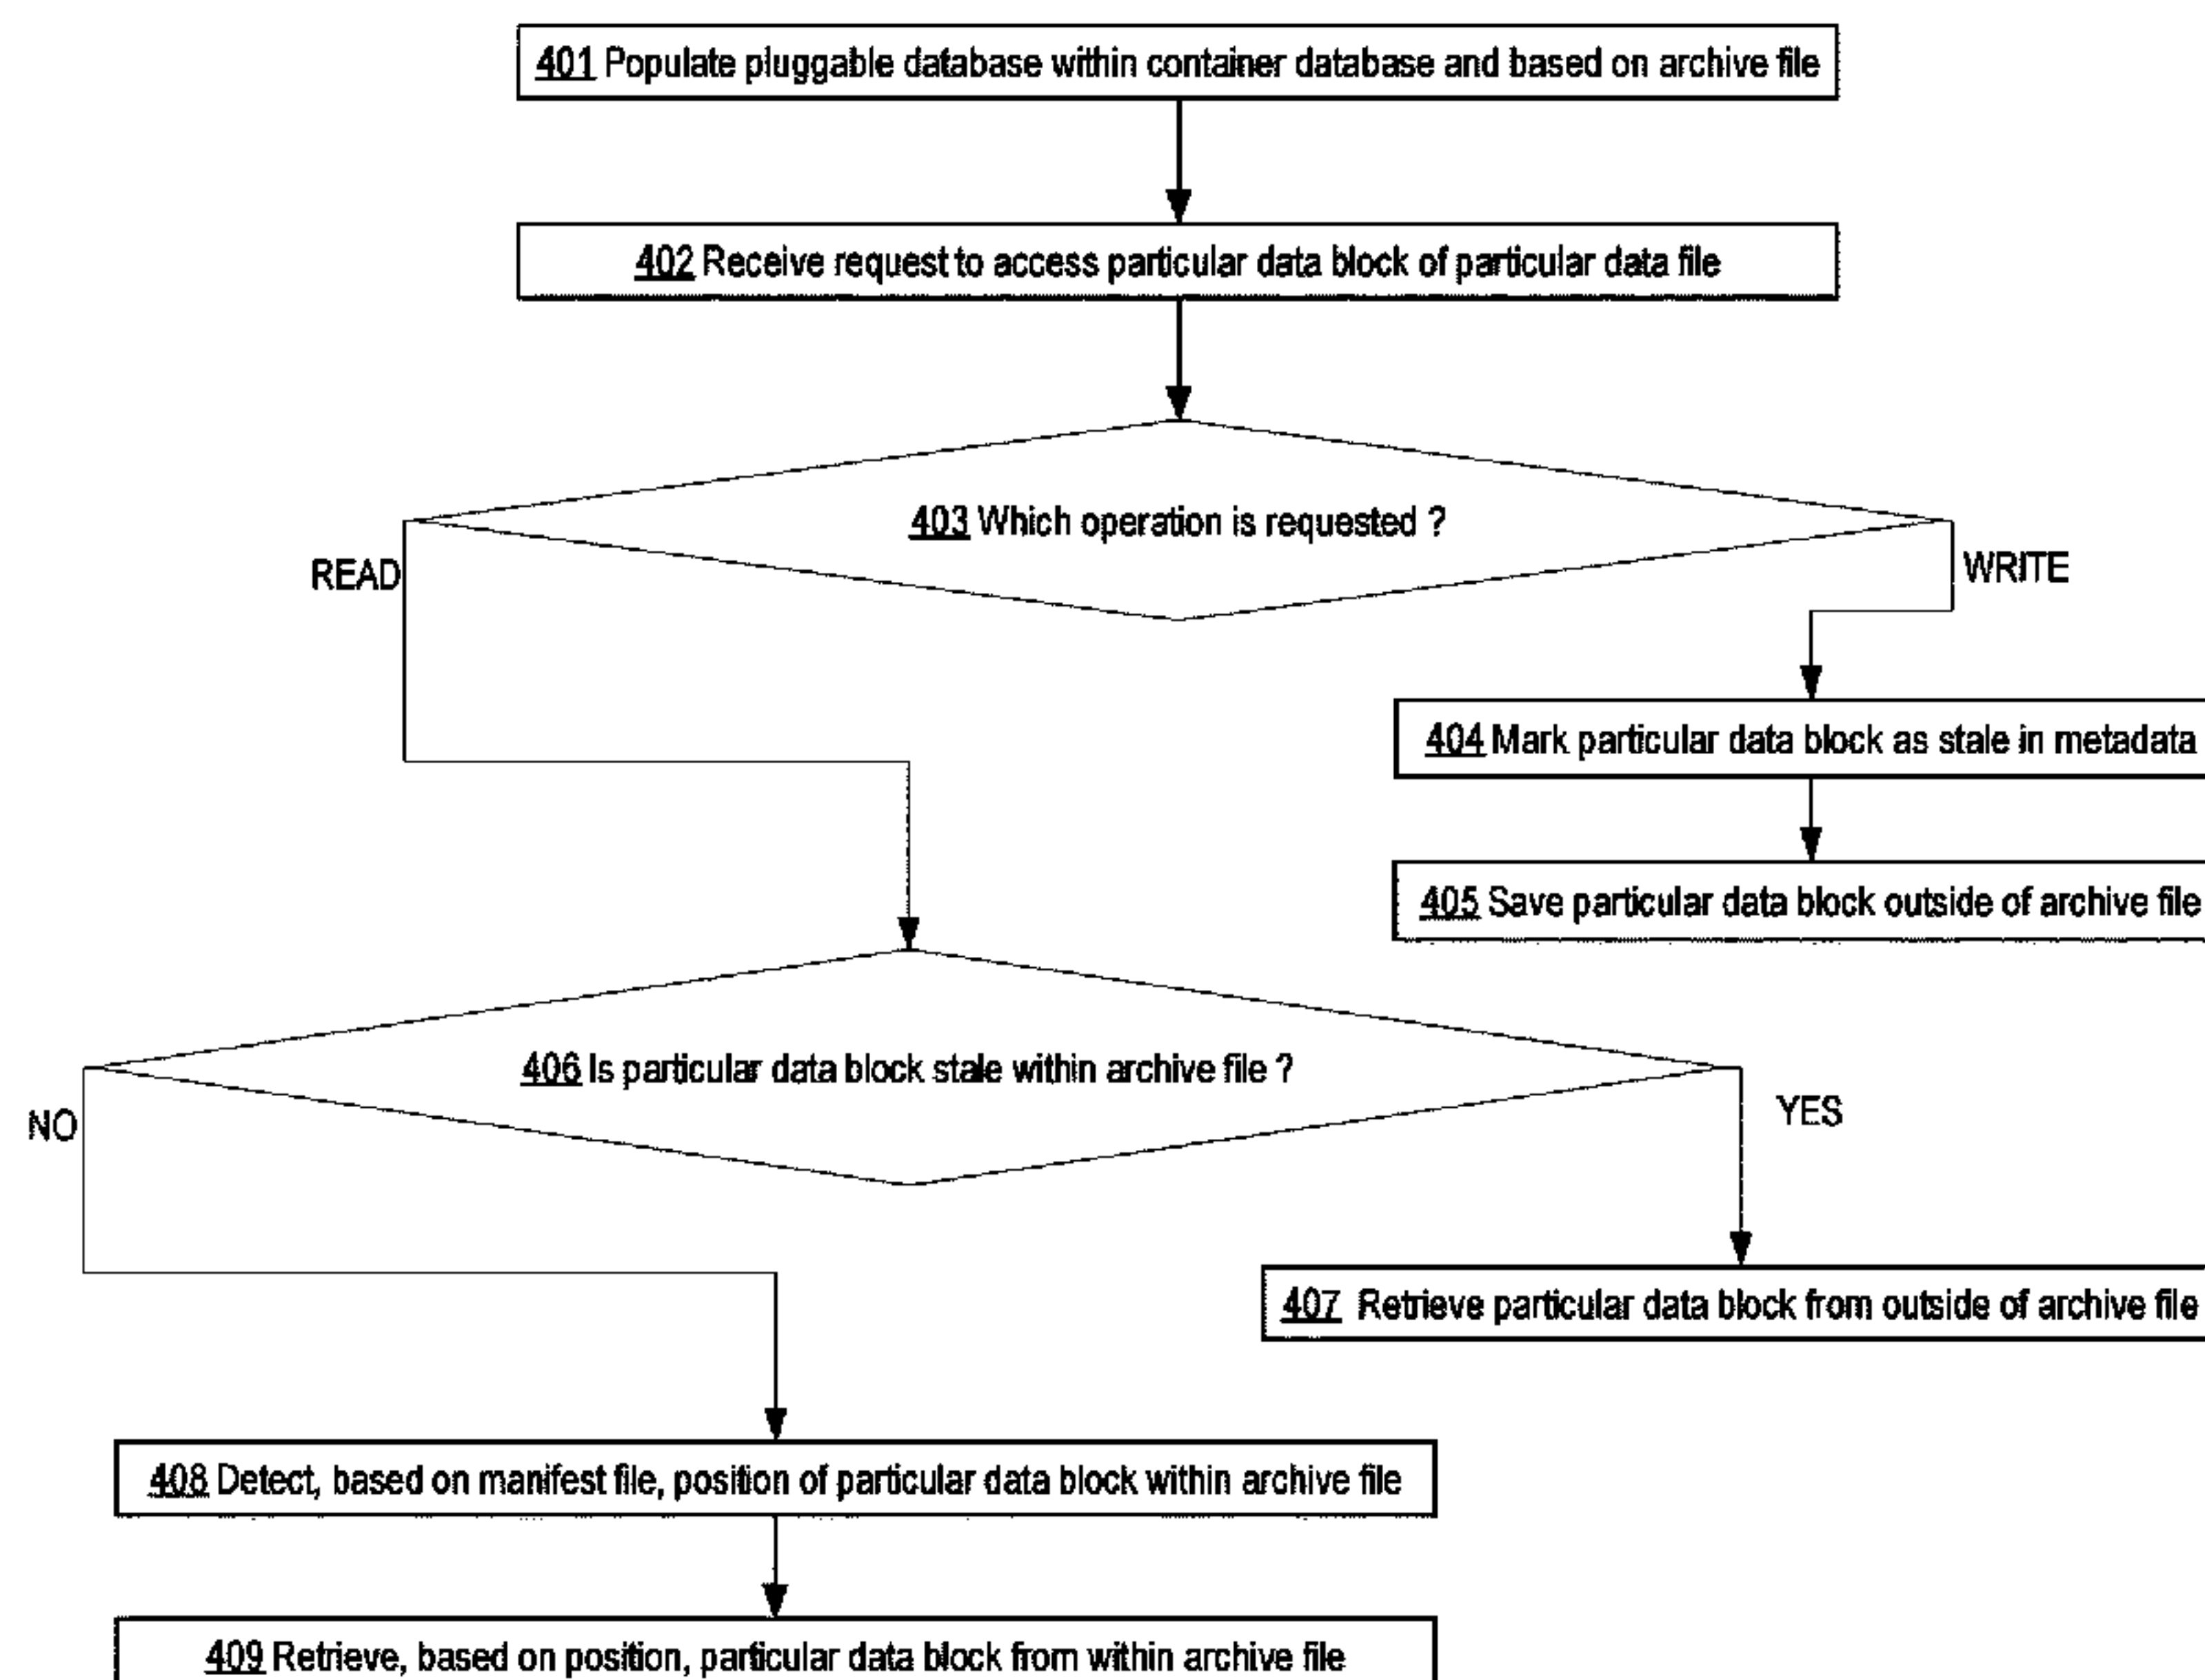 401 Populate pluggable database within container database and based on archive file
402 Receive request to access particular data block of particular data file
403 Which operation is requested ?
READ
WRITE
404 Mark particular data block as stale in metadata
405 Save particular data block outside of archive file
406 Is particular data block stale within archive file ?
NO
YES
407 Retrieve particular data block from outside of archive file
408 Detect, based on manifest file, position of particular data block within archive file
409 Retrieve, based on position, particular data block from within archive file